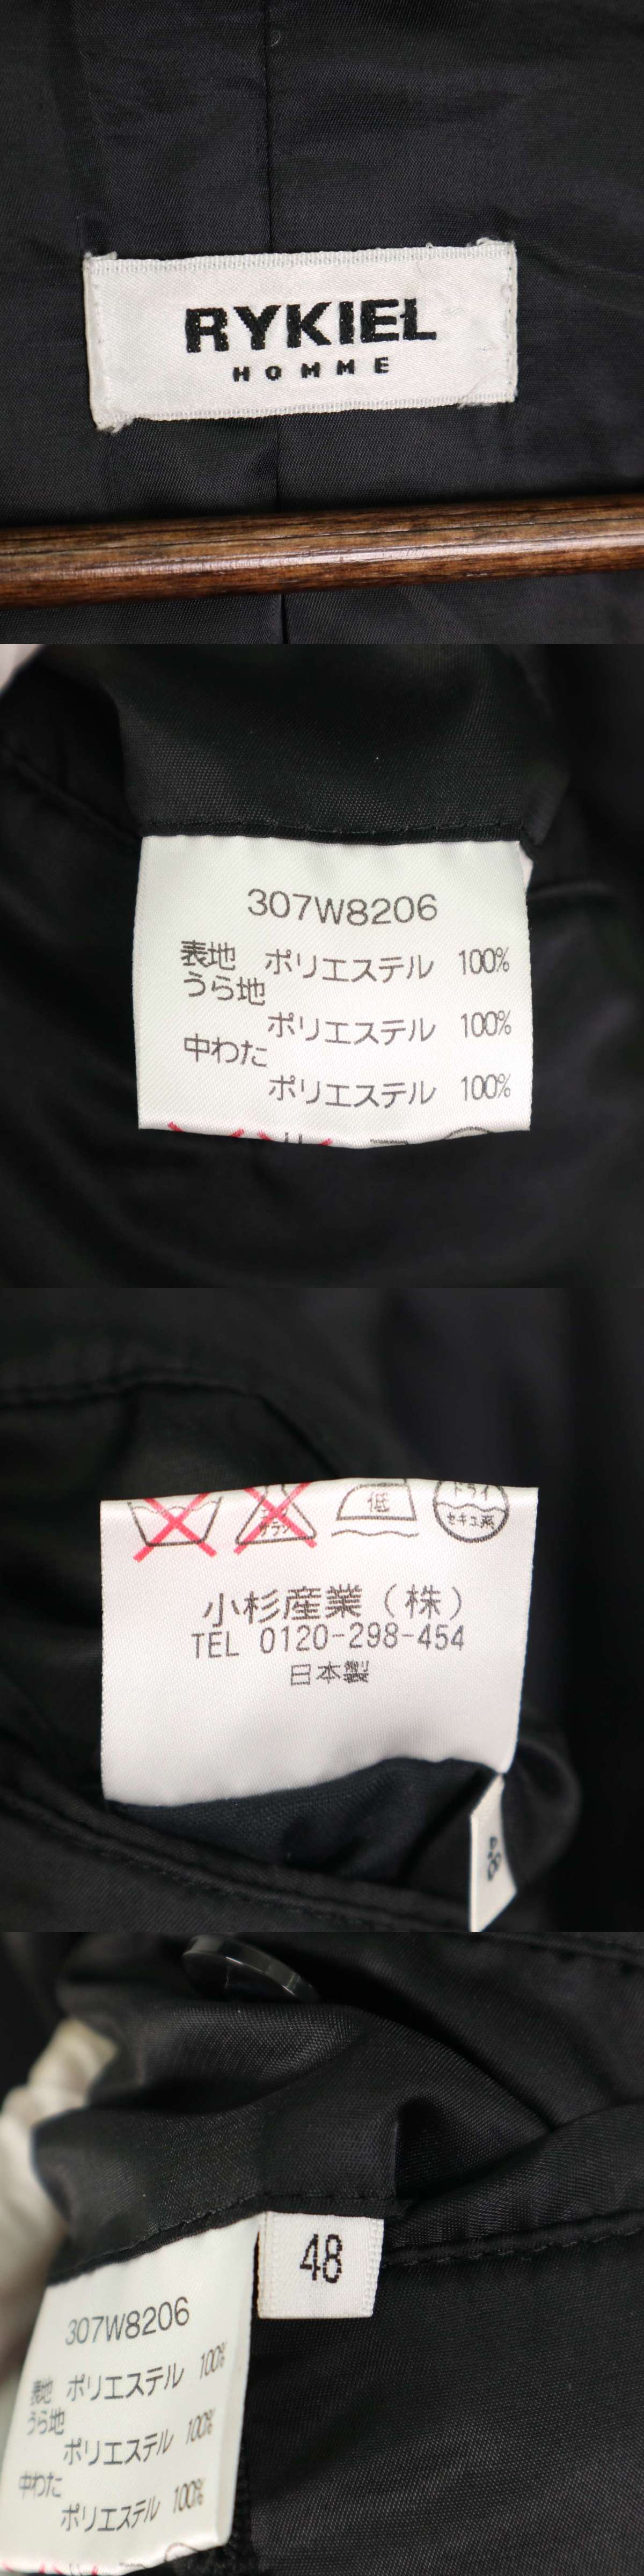 RYKIEL
HOMME
307W8206
表地 ポリエステル 100%
うら地
ポリエステル 100%
中わた
ポリエステル 100%
低
ドライ
セキユ系
小杉産業（株）
TEL 0120-298-454
日本製
48
48
307W8206
表地 ポリエステル 100%
うら地
ポリエステル 100%
中わた
ポリエステル 100%